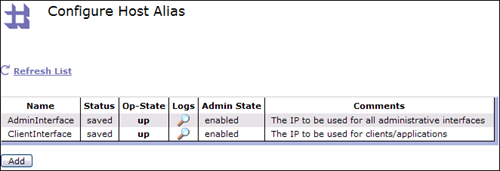 Configure Host Alias
Refresh List
Name Status Op-State Logs Admin State Comments
AdminInterface saved up enabled The IP to be used for all administrative interfaces
ClientInterface saved up enabled The IP to be used for clients/applications
Add